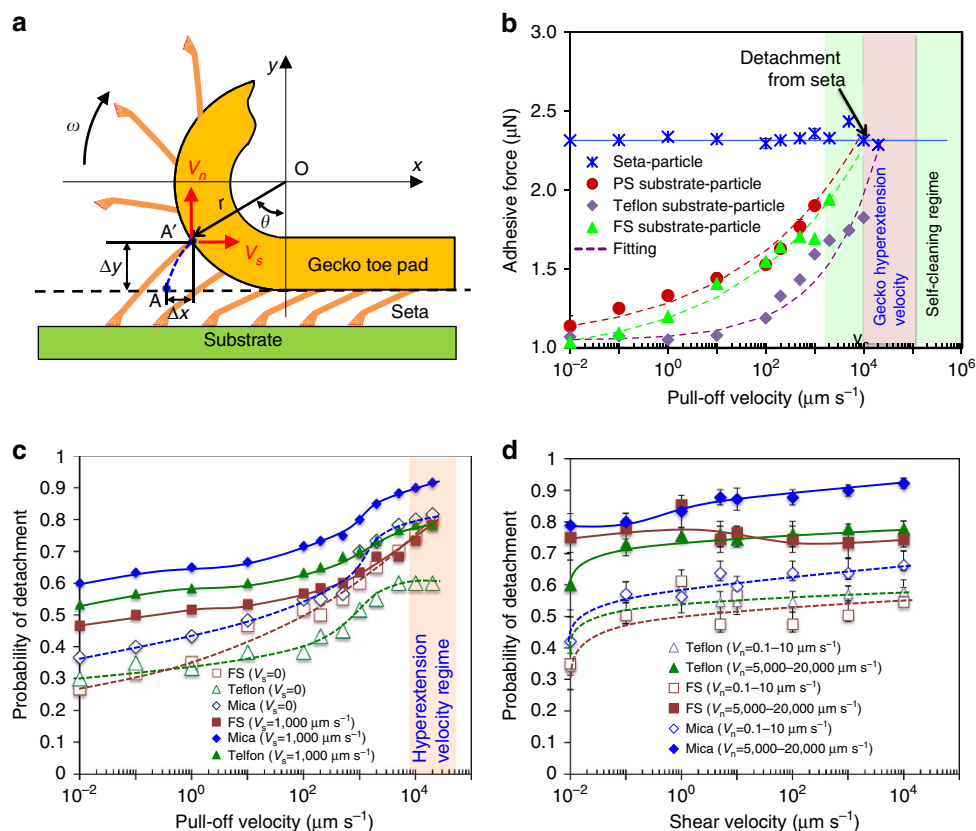 a
y
ω
O
x
V_n
r
θ
A′
V_s
Δy
Gecko toe pad
A
Δx
Seta
Substrate
b
3.0
2.5
2.0
1.5
1.0
Adhesive force (μN)
Detachment
from seta
Seta-particle
PS substrate-particle
Teflon substrate-particle
FS substrate-particle
Fitting
Gecko hyperextension
velocity
Self-cleaning regime
10⁻² 10⁰ 10² 10⁴ 10⁶
Pull-off velocity (μm s⁻¹)
c
1
0.9
0.8
0.7
0.6
0.5
0.4
0.3
0.2
0.1
0
Probability of detachment
FS (Vₛ=0)
Teflon (Vₛ=0)
Mica (Vₛ=0)
FS (Vₛ=1,000 μm s⁻¹)
Mica (Vₛ=1,000 μm s⁻¹)
Telfon (Vₛ=1,000 μm s⁻¹)
Hyperextension
velocity regime
10⁻² 10⁰ 10² 10⁴
Pull-off velocity (μm s⁻¹)
d
1
0.9
0.8
0.7
0.6
0.5
0.4
0.3
0.2
0.1
0
Probability of detachment
Teflon (Vₙ=0.1–10 μm s⁻¹)
Teflon (Vₙ=5,000–20,000 μm s⁻¹)
FS (Vₙ=0.1–10 μm s⁻¹)
FS (Vₙ=5,000–20,000 μm s⁻¹)
Mica (Vₙ=0.1–10 μm s⁻¹)
Mica (Vₙ=5,000–20,000 μm s⁻¹)
10⁻² 10⁰ 10² 10⁴
Shear velocity (μm s⁻¹)